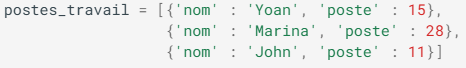 postes_travail = [{'nom' : 'Yoan', 'poste' : 15},
{'nom' : 'Marina', 'poste' : 28},
{'nom' : 'John', 'poste' : 11}]